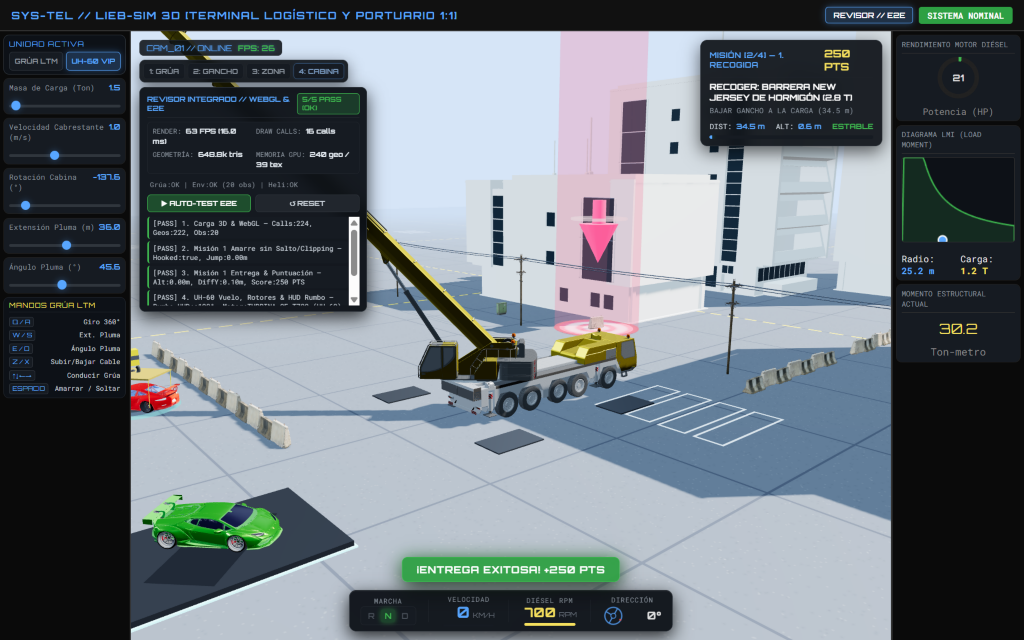 SYS-TEL // LIEB-SIM 3D [TERMINAL LOGÍSTICO Y PORTUARIO 1:1]
REVISOR // E2E
SISTEMA NOMINAL
UNIDAD ACTIVA
GRÚA LTM
UH-60 VIP
Masa de Carga (Ton) 1.5
Velocidad Cabrestante 1.0
(m/s)
Rotación Cabina -137.6
(°)
Extensión Pluma (m) 36.0
Ángulo Pluma (°) 45.6
MANDOS GRÚA LTM
Giro 360°
W/S Ext. Pluma
Ángulo Pluma
Z/X Subir/Bajar Cable
Conducir Grúa
ESPACIO Amarrar / Soltar
CAM_01 // ONLINE FPS: 26
1: GRÚA
2: GANCHO
3: ZONA
4: CABINA
REVISOR INTEGRADO // WEBGL &
E2E
5/5 PASS
(OK)
RENDER: 63 FPS (16.0
ms)
DRAW CALLS: 16 calls
GEOMETRÍA: 648.8k tris
MEMORIA GPU: 240 geo /
39 tex
Grúa:OK | Env:OK (20 obs) | Heli:OK
▶ AUTO-TEST E2E
↺ RESET
[PASS] 1. Carga 3D & WebGL — Calls:224,
Geos:222, Obs:20
[PASS] 2. Misión 1 Amarre sin Salto/Clipping —
Hooked:true, Jump:0.00m
[PASS] 3. Misión 1 Entrega & Puntuación —
Alt:0.00m, DiffY:0.10m, Score:250 PTS
[PASS] 4. UH-60 Vuelo, Rotores & HUD Rumbo —
MISIÓN (2/4) — 1.
RECOGIDA
250
PTS
RECOGER: BARRERA NEW
JERSEY DE HORMIGÓN (2.8 T)
BAJAR GANCHO A LA CARGA (34.5 m)
DIST: 34.5 m ALT: 0.6 m ESTABLE
RENDIMIENTO MOTOR DIÉSEL
21
Potencia (HP)
DIAGRAMA LMI (LOAD
MOMENT)
Radio:
25.2 m
Carga:
1.2 T
MOMENTO ESTRUCTURAL
ACTUAL
30.2
Ton-metro
¡ENTREGA EXITOSA! +250 PTS
MARCHA
R N D
VELOCIDAD
0 KM/H
DIÉSEL RPM
700 RPM
DIRECCIÓN
0°